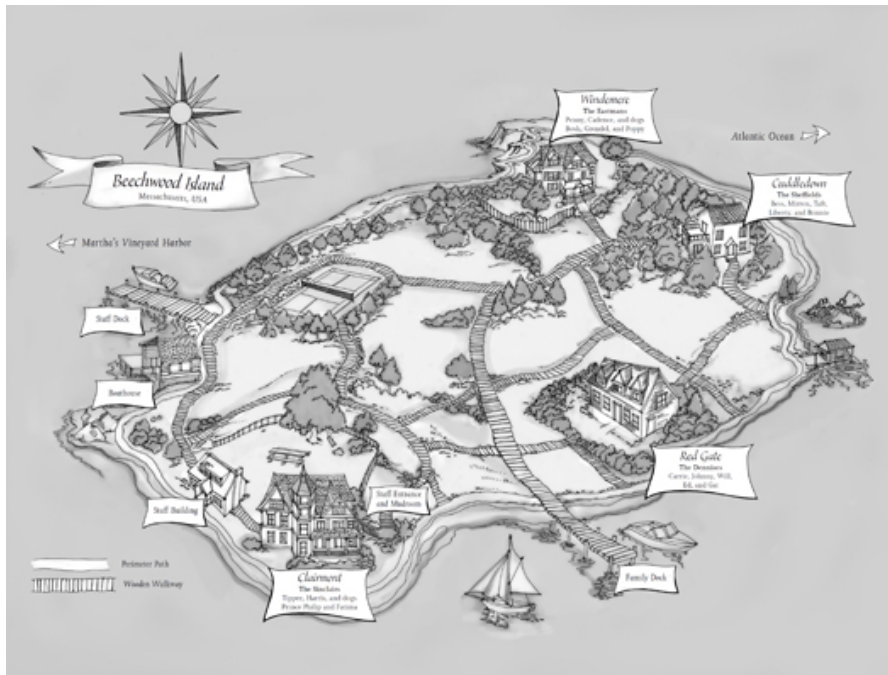 Windemere
The Eastmans
Penny, Cadence, and dogs
Bosh, Grendel, and Poppy
Atlantic Ocean
Beechwood Island
Massachusetts, USA
Cuddledown
The Sheffields
Bess, Mirren, Taft,
Liberty, and Bonnie
Martha's Vineyard Harbor
Staff Dock
Boathouse
Red Gate
The Dennises
Carrie, Johnny, Will,
Ed, and Gat
Staff Entrance
and Mudroom
Staff Building
Perimeter Path
Wooden Walkway
Clairmont
The Sinclairs
Tipper, Harris, and dogs
Prince Philip and Fatima
Family Dock